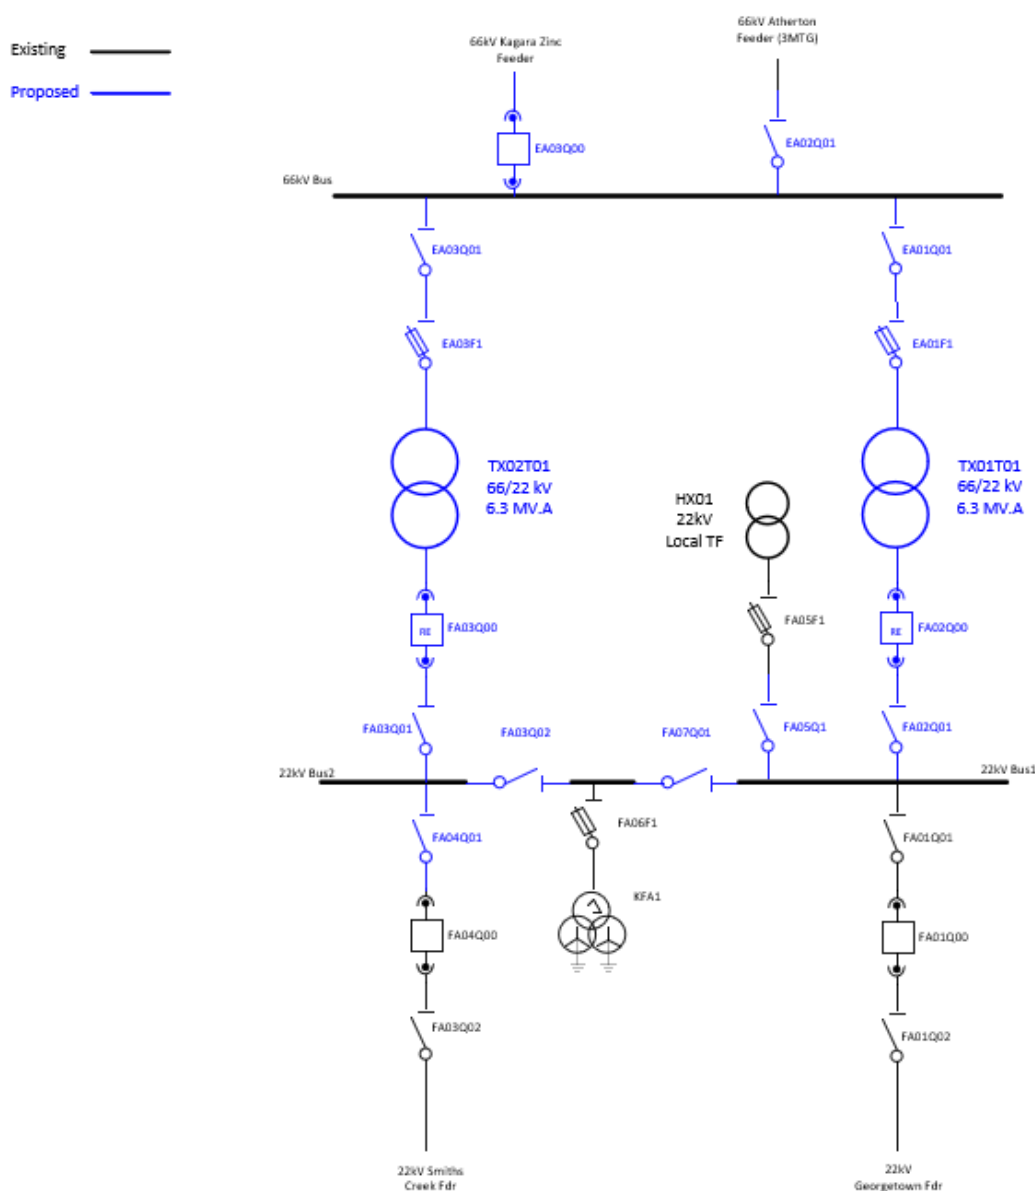 Existing
Proposed
66kV Kagara Zinc
Feeder
66kV Atherton
Feeder (3MTG)
EA03Q00
EA02Q01
66kV Bus
EA03Q01
EA01Q01
EA03F1
EA01F1
TX02T01
66/22 kV
6.3 MV.A
HX01
22kV
Local TF
TX01T01
66/22 kV
6.3 MV.A
FA03Q00
RE
FA05F1
FA02Q00
RE
FA03Q01
FA03Q02
FA07Q01
FA05Q1
FA02Q01
22kV Bus2
22kV Bus1
FA04Q01
FA06F1
FA01Q01
KFA1
FA04Q00
FA01Q00
FA03Q02
FA01Q02
22kV Smiths
Creek Fdr
22kV
Georgetown Fdr